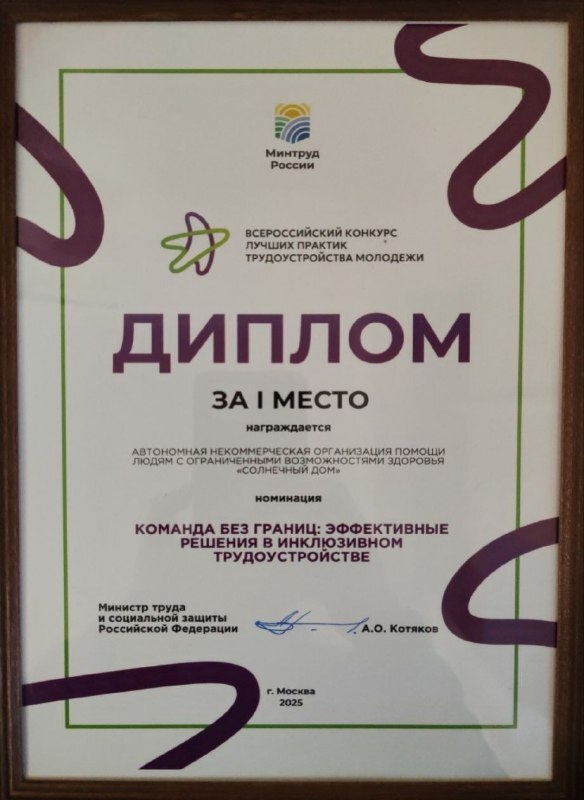 Минтруд
России
ВСЕРОССИЙСКИЙ КОНКУРС
ЛУЧШИХ ПРАКТИК
ТРУДОУСТРОЙСТВА МОЛОДЕЖИ
ДИПЛОМ
ЗА I МЕСТО
награждается
АВТОНОМНАЯ НЕКОММЕРЧЕСКАЯ ОРГАНИЗАЦИЯ ПОМОЩИ
ЛЮДЯМ С ОГРАНИЧЕННЫМИ ВОЗМОЖНОСТЯМИ ЗДОРОВЬЯ
«СОЛНЕЧНЫЙ ДОМ»
номинация
КОМАНДА БЕЗ ГРАНИЦ: ЭФФЕКТИВНЫЕ
РЕШЕНИЯ В ИНКЛЮЗИВНОМ
ТРУДОУСТРОЙСТВЕ
Министр труда
и социальной защиты
Российской Федерации
А.О. Котяков
г. Москва
2025